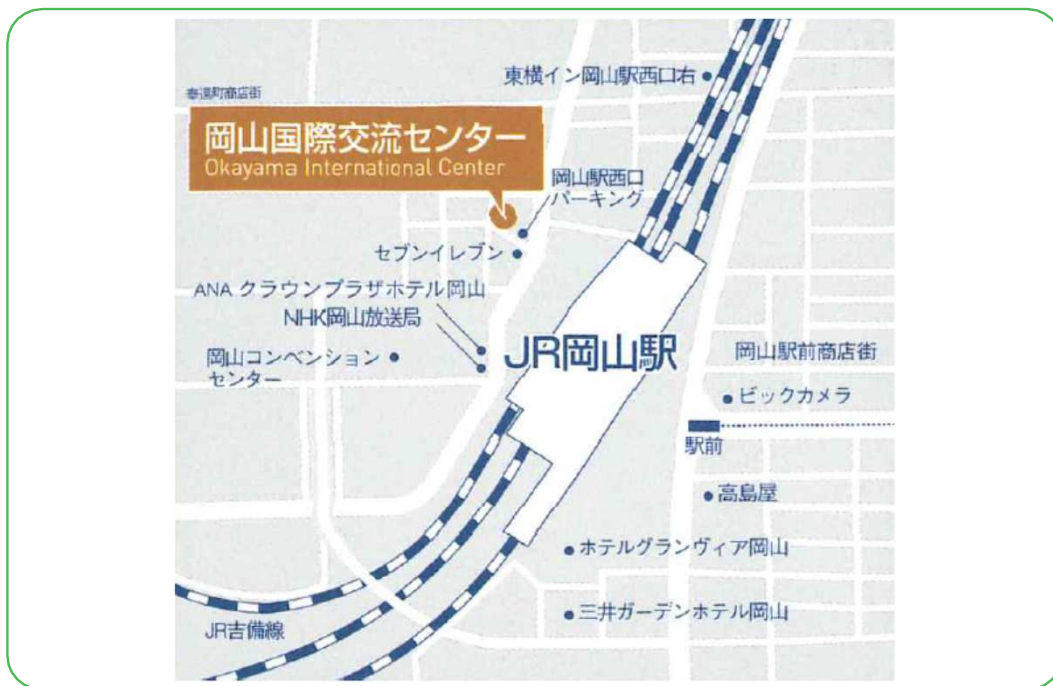 東横イン岡山駅西口右
奉還町商店街
岡山国際交流センター
Okayama International Center
岡山駅西口
パーキング
セブンイレブン
ANA クラウンプラザホテル岡山
NHK岡山放送局
岡山コンベンション
センター
JR岡山駅
岡山駅前商店街
ビックカメラ
駅前
高島屋
ホテルグランヴィア岡山
三井ガーデンホテル岡山
JR吉備線